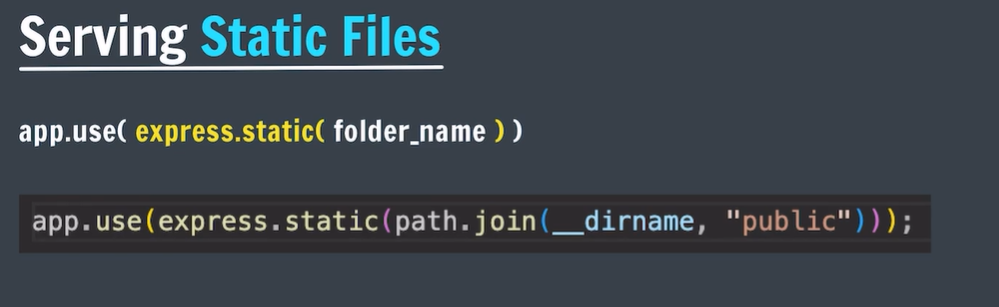 Serving Static Files
app.use( express.static( folder_name ) )
app.use(express.static(path.join(__dirname, "public")));